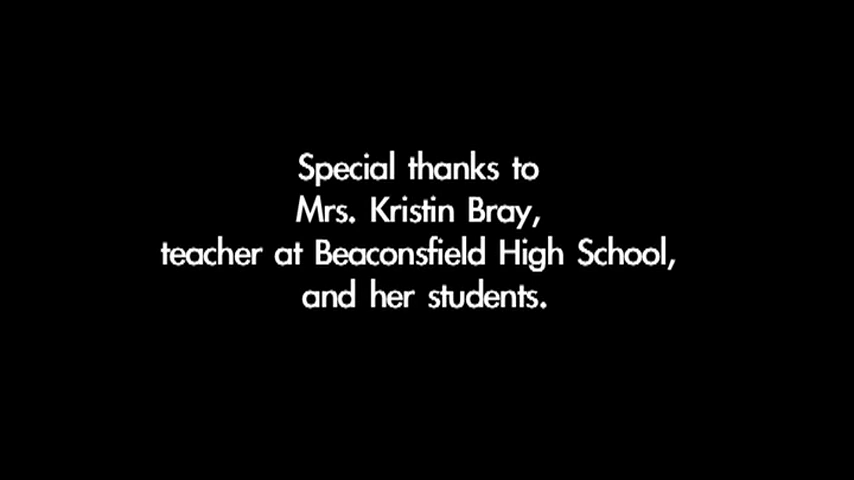 Special thanks to
Mrs. Kristin Bray,
teacher at Beaconsfield High School,
and her students.